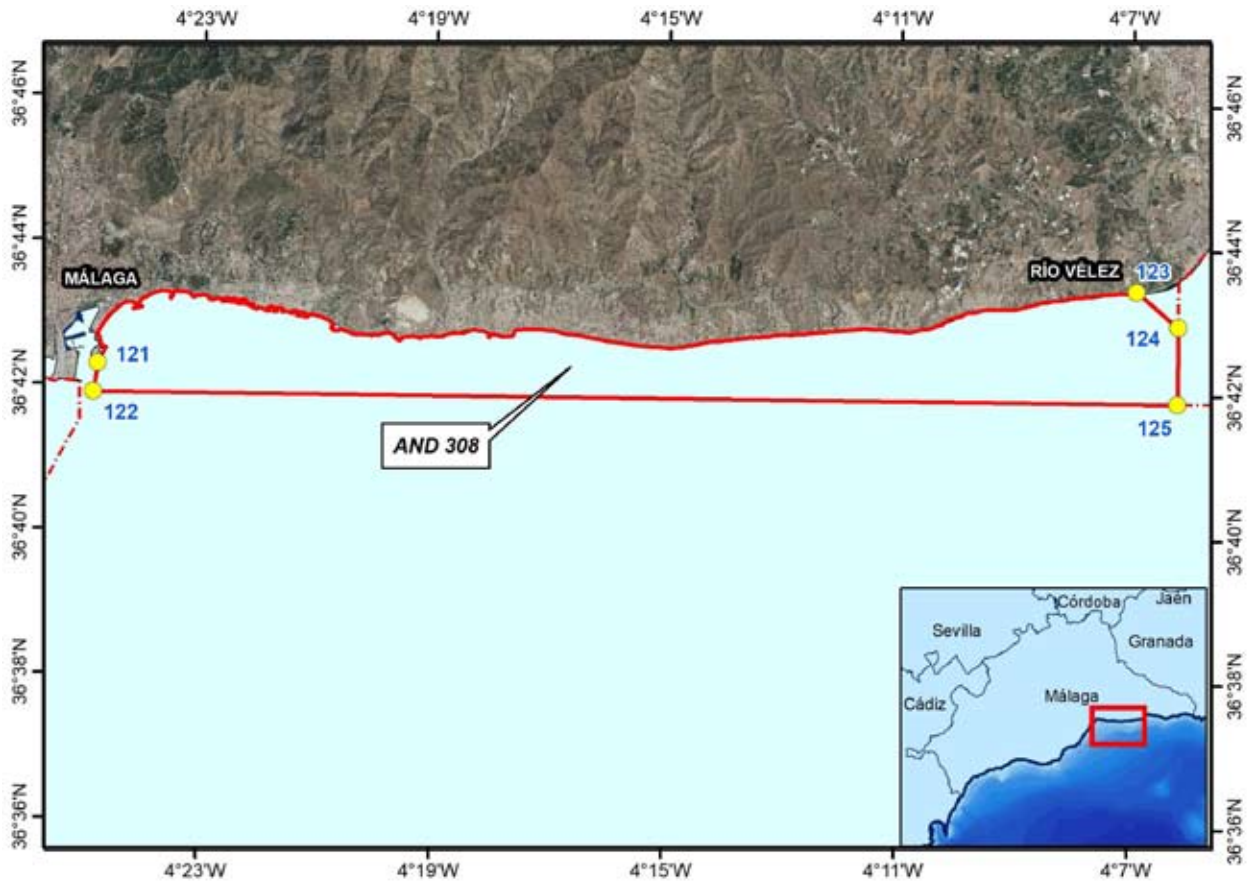 4°23'W
4°19'W
4°15'W
4°11'W
4°7'W
36°46'N
36°46'N
36°44'N
36°44'N
MÁLAGA
RÍO VÉLEZ
123
121
124
36°42'N
36°42'N
122
125
AND 308
36°40'N
36°40'N
Córdoba
Jaén
Sevilla
Granada
36°38'N
36°38'N
Málaga
Cádiz
36°36'N
36°36'N
4°23'W
4°19'W
4°15'W
4°11'W
4°7'W